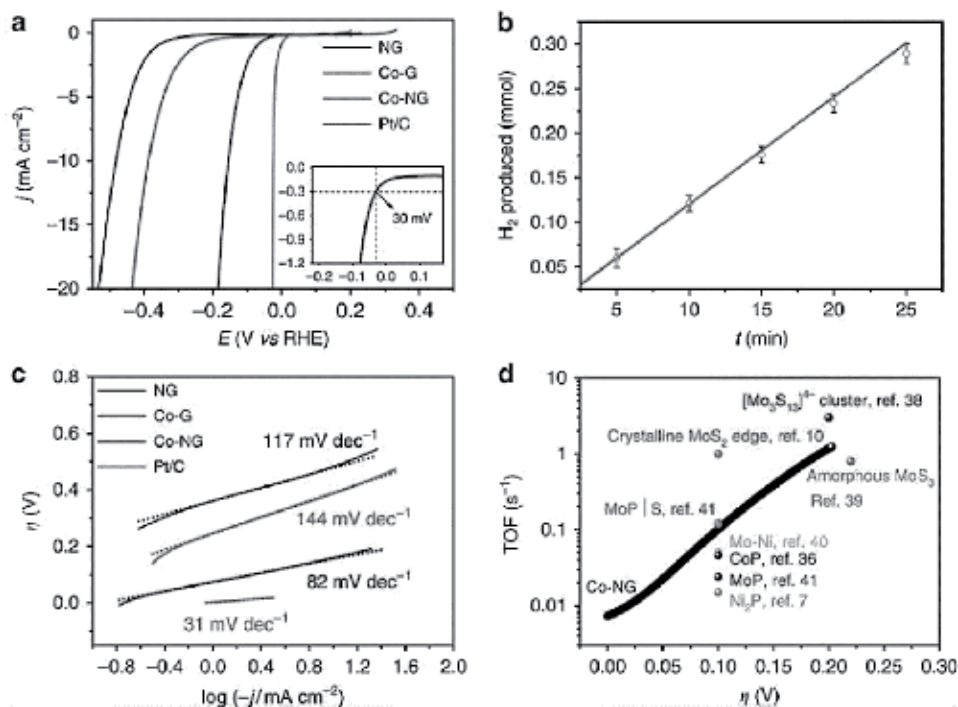 a
NG
Co-G
Co-NG
Pt/C
j (mA cm⁻²)
0
−5
−10
−15
−20
−0.4
−0.2
0.0
0.2
0.4
E (V vs RHE)
0.0
−0.3
−0.6
−0.9
−1.2
30 mV
−0.2
−0.1
0.0
0.1
b
H₂ produced (mmol)
0.30
0.25
0.20
0.15
0.10
0.05
5
10
15
20
25
t (min)
c
NG
Co-G
Co-NG
Pt/C
117 mV dec⁻¹
144 mV dec⁻¹
82 mV dec⁻¹
31 mV dec⁻¹
η (V)
0.8
0.6
0.4
0.2
0.0
−0.8
−0.4
0.0
0.4
0.8
1.2
1.6
2.0
log (−j/mA cm⁻²)
d
[Mo₃S₁₃]²⁻ cluster, ref. 38
Crystalline MoS₂ edge, ref. 10
Amorphous MoS₃
Ref. 39
MoP | S, ref. 41
Mo-Ni, ref. 40
CoP, ref. 36
MoP, ref. 41
Ni₂P, ref. 7
Co-NG
TOF (s⁻¹)
10
1
0.1
0.01
0.00
0.05
0.10
0.15
0.20
0.25
0.30
η (V)